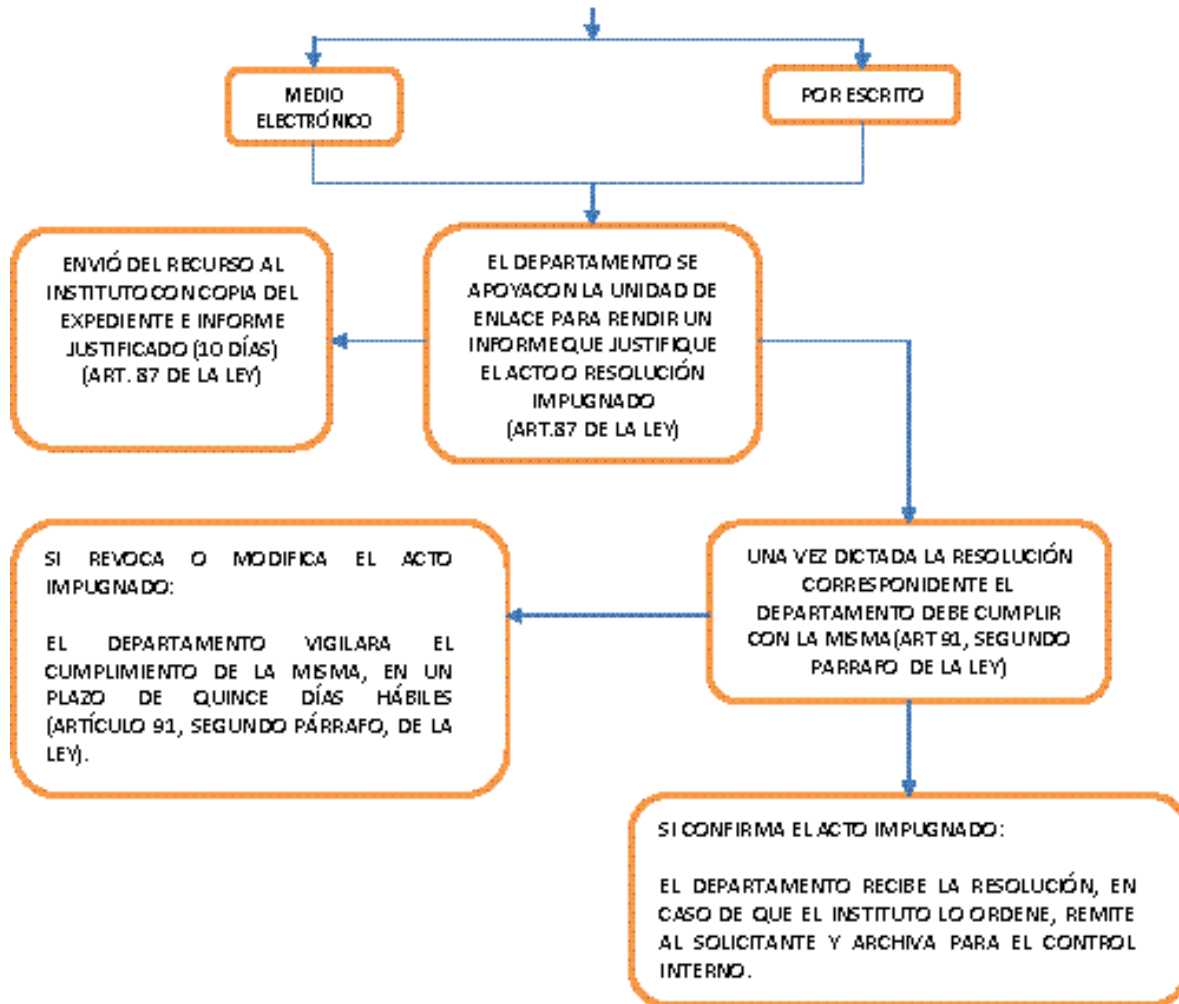 MEDIO
ELECTRÓNICO
POR ESCRITO
ENVIÓ DEL RECURSO AL
INSTITUTO CON COPIA DEL
EXPEDIENTE E INFORME
JUSTIFICADO (10 DÍAS)
(ART. 87 DE LA LEY)
EL DEPARTAMENTO SE
APOYACON LA UNIDAD DE
ENLACE PARA RENDIR UN
INFORME QUE JUSTIFIQUE
EL ACTO O RESOLUCIÓN
IMPUGNADO
(ART.87 DE LA LEY)
SI REVOCA O MODIFICA EL ACTO
IMPUGNADO:
EL DEPARTAMENTO VIGILARA EL
CUMPLIMIENTO DE LA MISMA, EN UN
PLAZO DE QUINCE DÍAS HÁBILES
(ARTÍCULO 91, SEGUNDO PÁRRAFO, DE LA
LEY).
UNA VEZ DICTADA LA RESOLUCIÓN
CORRESPONIDENTE EL
DEPARTAMENTO DEBE CUMPLIR
CON LA MISMA(ART 91, SEGUNDO
PARRAFO DE LA LEY)
SI CONFIRMA EL ACTO IMPUGNADO:
EL DEPARTAMENTO RECIBE LA RESOLUCIÓN, EN
CASO DE QUE EL INSTITUTO LO ORDENE, REMITE
AL SOLICITANTE Y ARCHIVA PARA EL CONTROL
INTERNO.